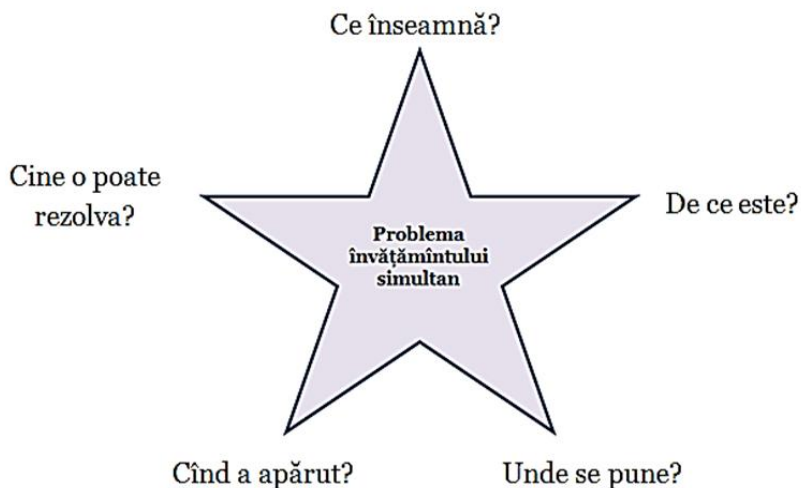 Ce înseamnă?
Cine o poate
rezolva?
De ce este?
Problema
învățămîntului
simultan
Cînd a apărut?
Unde se pune?